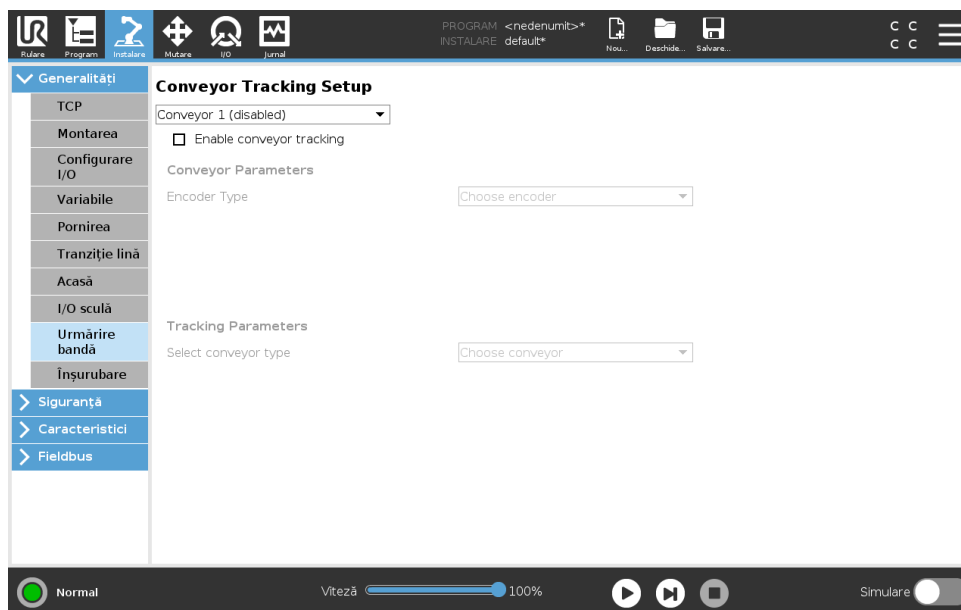 PROGRAM <nedenumit>*
INSTALARE default*
Rulare
Program
Instalare
Mutare
I/O
Jurnal
Nou...
Deschide...
Salvare...
C C
C C
Generalități
TCP
Montarea
Configurare
I/O
Variabile
Pornirea
Tranziție lină
Acasă
I/O sculă
Urmărire
bandă
Înșurubare
Siguranță
Caracteristici
Fieldbus
Conveyor Tracking Setup
Conveyor 1 (disabled)
Enable conveyor tracking
Conveyor Parameters
Encoder Type
Choose encoder
Tracking Parameters
Select conveyor type
Choose conveyor
Normal
Viteză
100%
Simulare